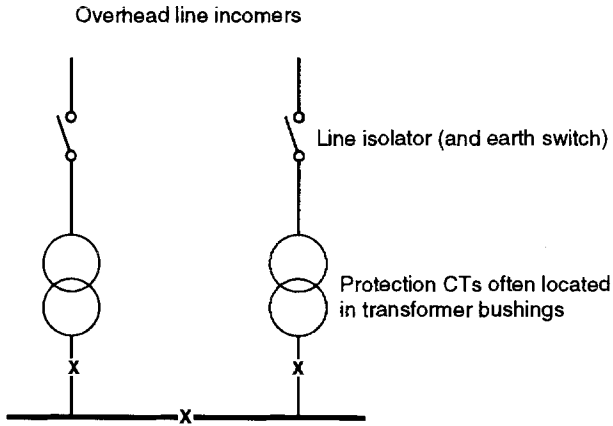 Overhead line incomers
Line isolator (and earth switch)
Protection CTs often located
in transformer bushings
x
x
x